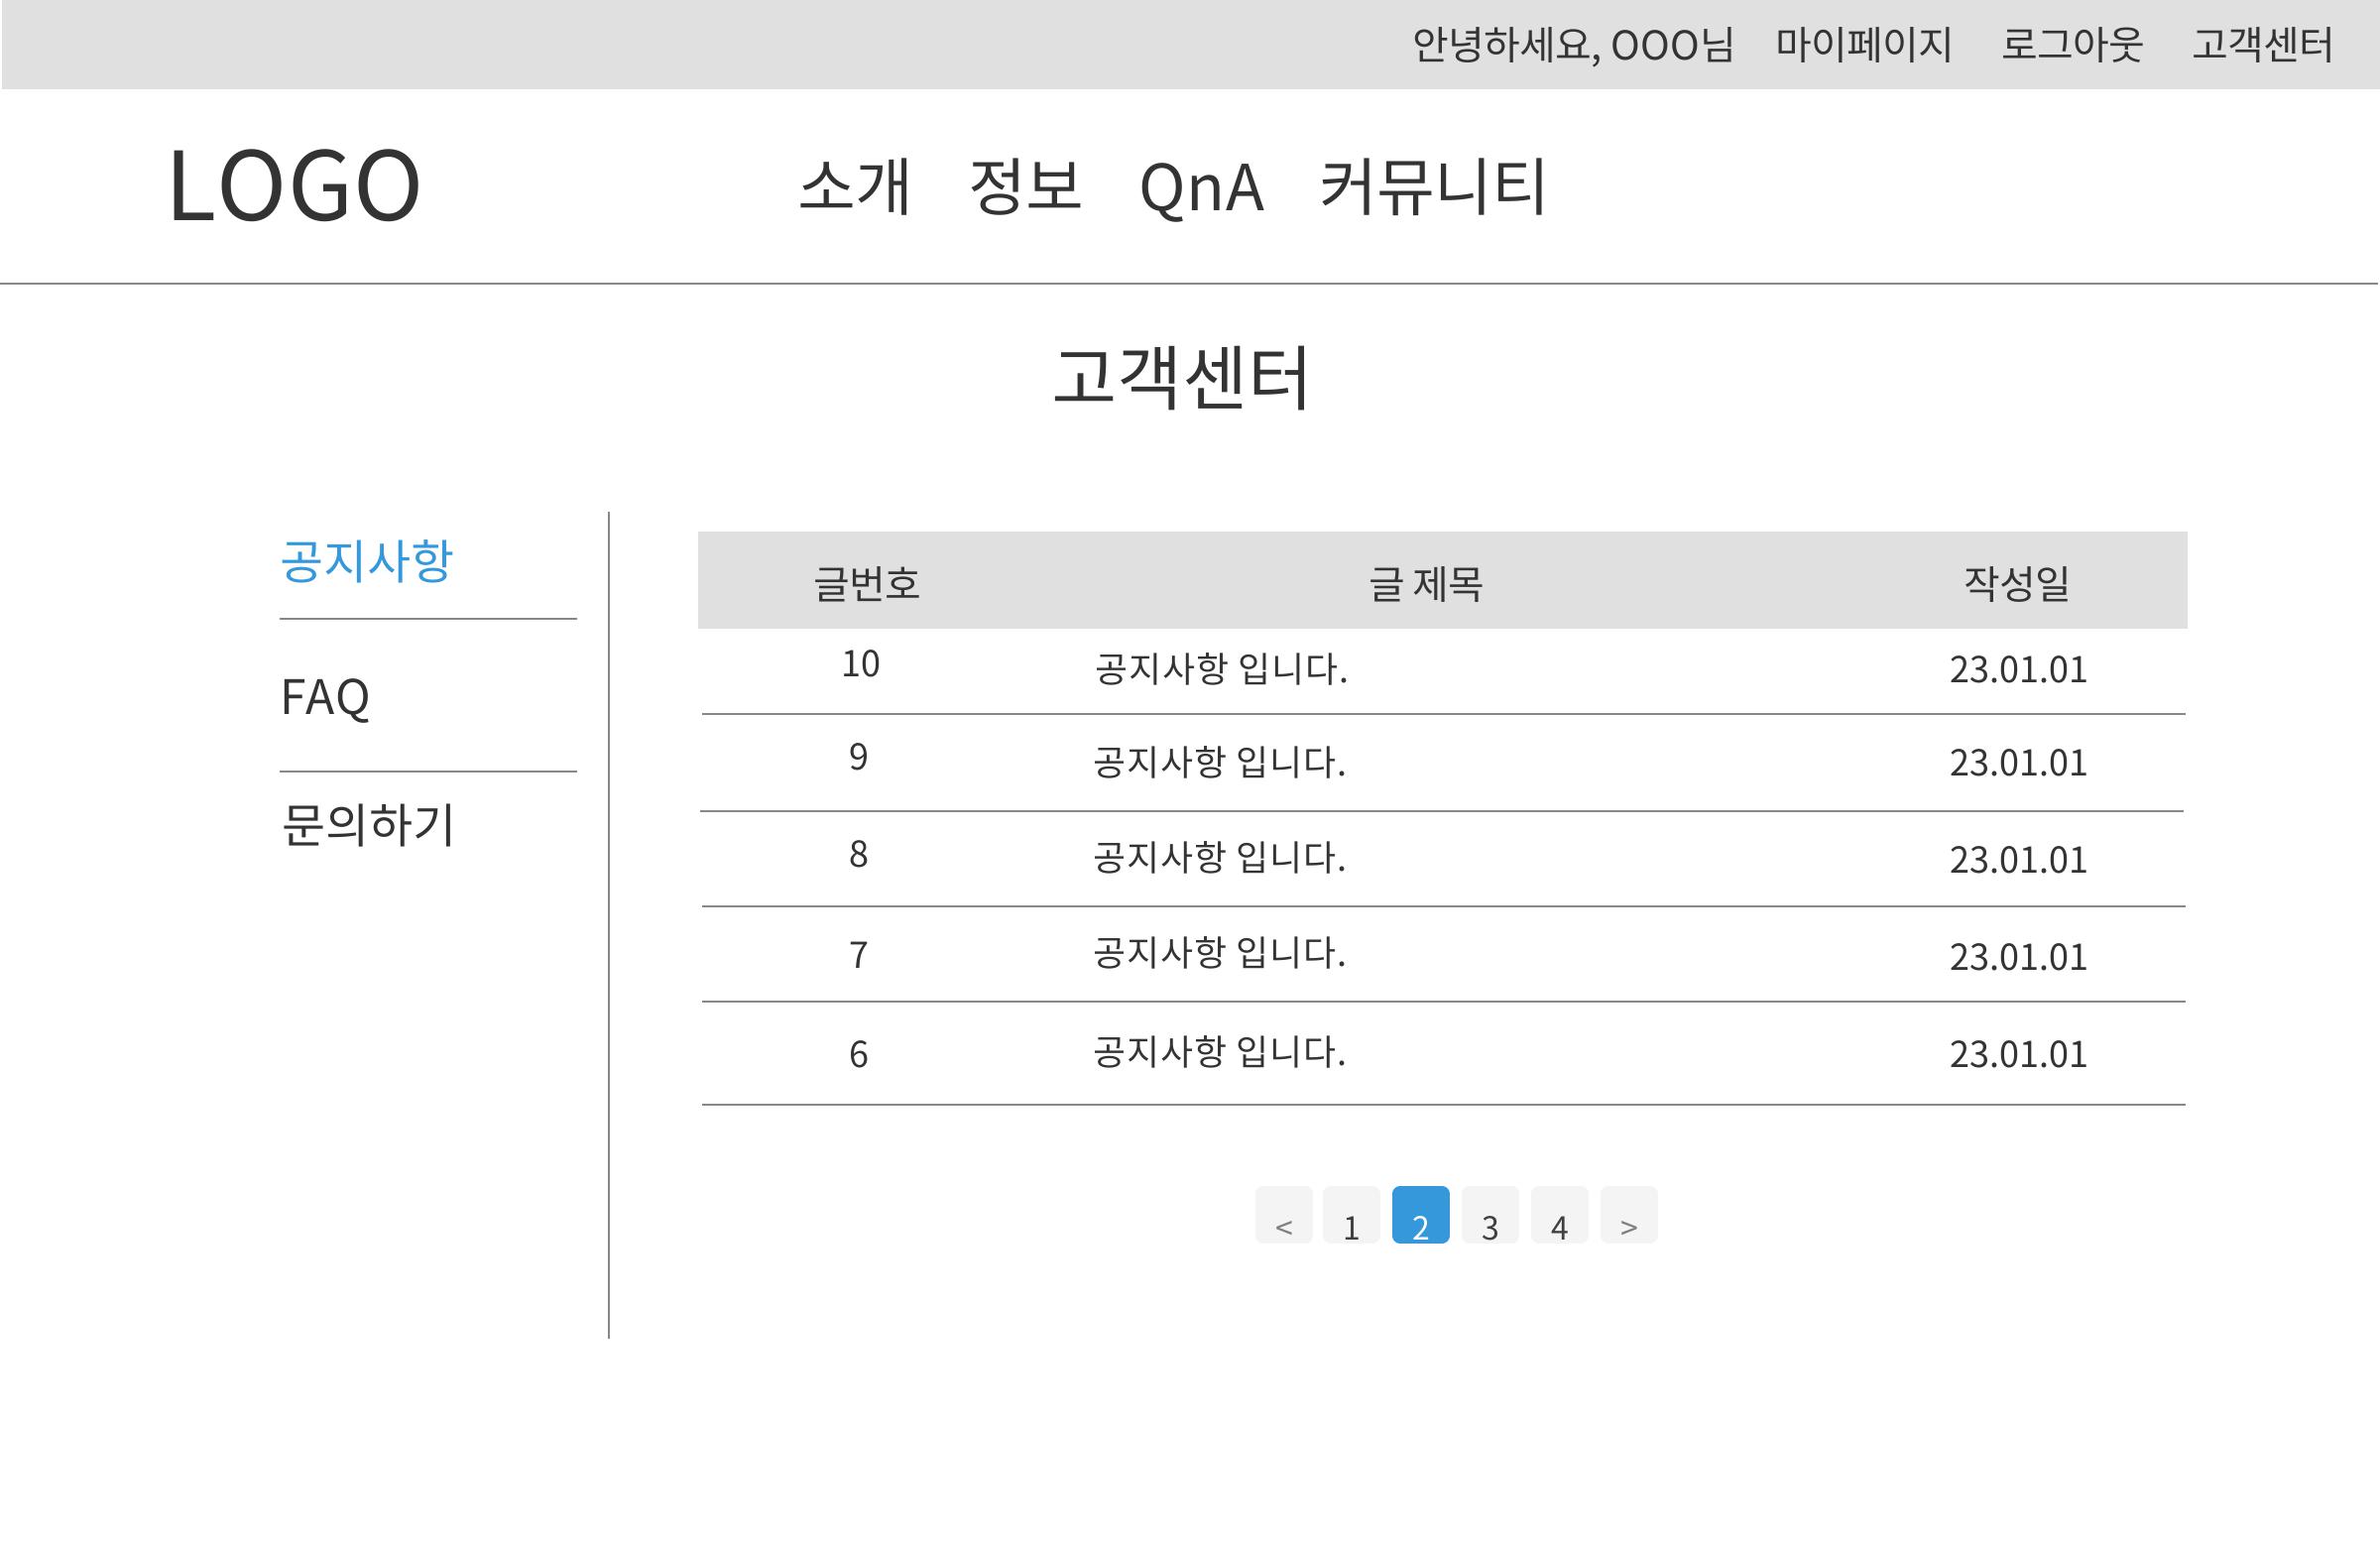 안녕하세요, OOO님 마이페이지 로그아웃 고객센터
LOGO 소개 정보 QnA 커뮤니티
고객센터
공지사항
FAQ
문의하기
글번호 글 제목 작성일
10 공지사항 입니다. 23.01.01
9 공지사항 입니다. 23.01.01
8 공지사항 입니다. 23.01.01
7 공지사항 입니다. 23.01.01
6 공지사항 입니다. 23.01.01
< 1 2 3 4 >